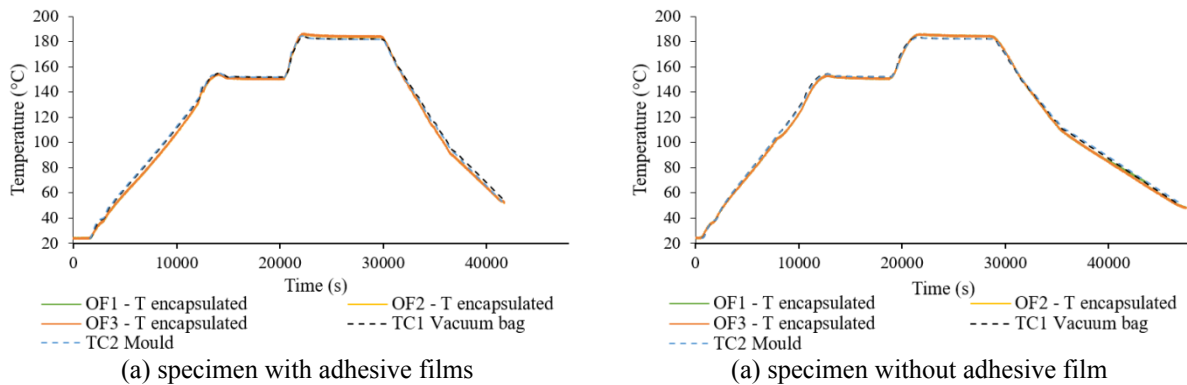 200
180
160
140
120
100
80
60
40
20
Temperature (°C)
0 10000 20000 30000 40000
Time (s)
OF1 - T encapsulated OF2 - T encapsulated
OF3 - T encapsulated TC1 Vacuum bag
TC2 Mould
(a) specimen with adhesive films
200
180
160
140
120
100
80
60
40
20
Temperature (°C)
0 10000 20000 30000 40000
Time (s)
OF1 - T encapsulated OF2 - T encapsulated
OF3 - T encapsulated TC1 Vacuum bag
TC2 Mould
(a) specimen without adhesive film